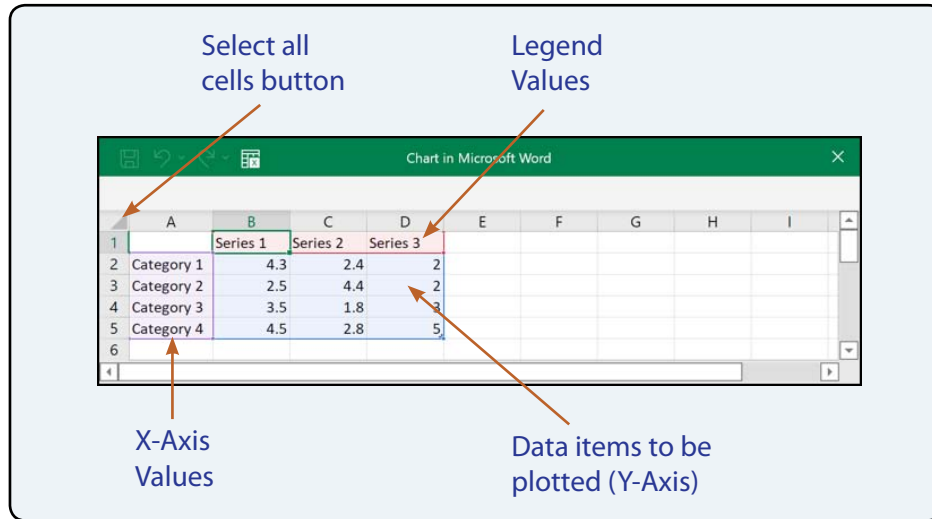 Select all
cells button
Legend
Values
Chart in Microsoft Word
A B C D E F G H I
1 Series 1 Series 2 Series 3
2 Category 1 4.3 2.4 2
3 Category 2 2.5 4.4 2
4 Category 3 3.5 1.8 3
5 Category 4 4.5 2.8 5
6
X-Axis
Values
Data items to be
plotted (Y-Axis)